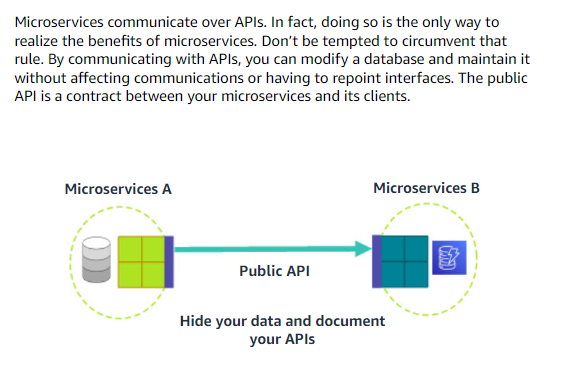 Microservices communicate over APIs. In fact, doing so is the only way to
realize the benefits of microservices. Don't be tempted to circumvent that
rule. By communicating with APIs, you can modify a database and maintain it
without affecting communications or having to repoint interfaces. The public
API is a contract between your microservices and its clients.
Microservices A
Microservices B
Public API
Hide your data and document
your APIs